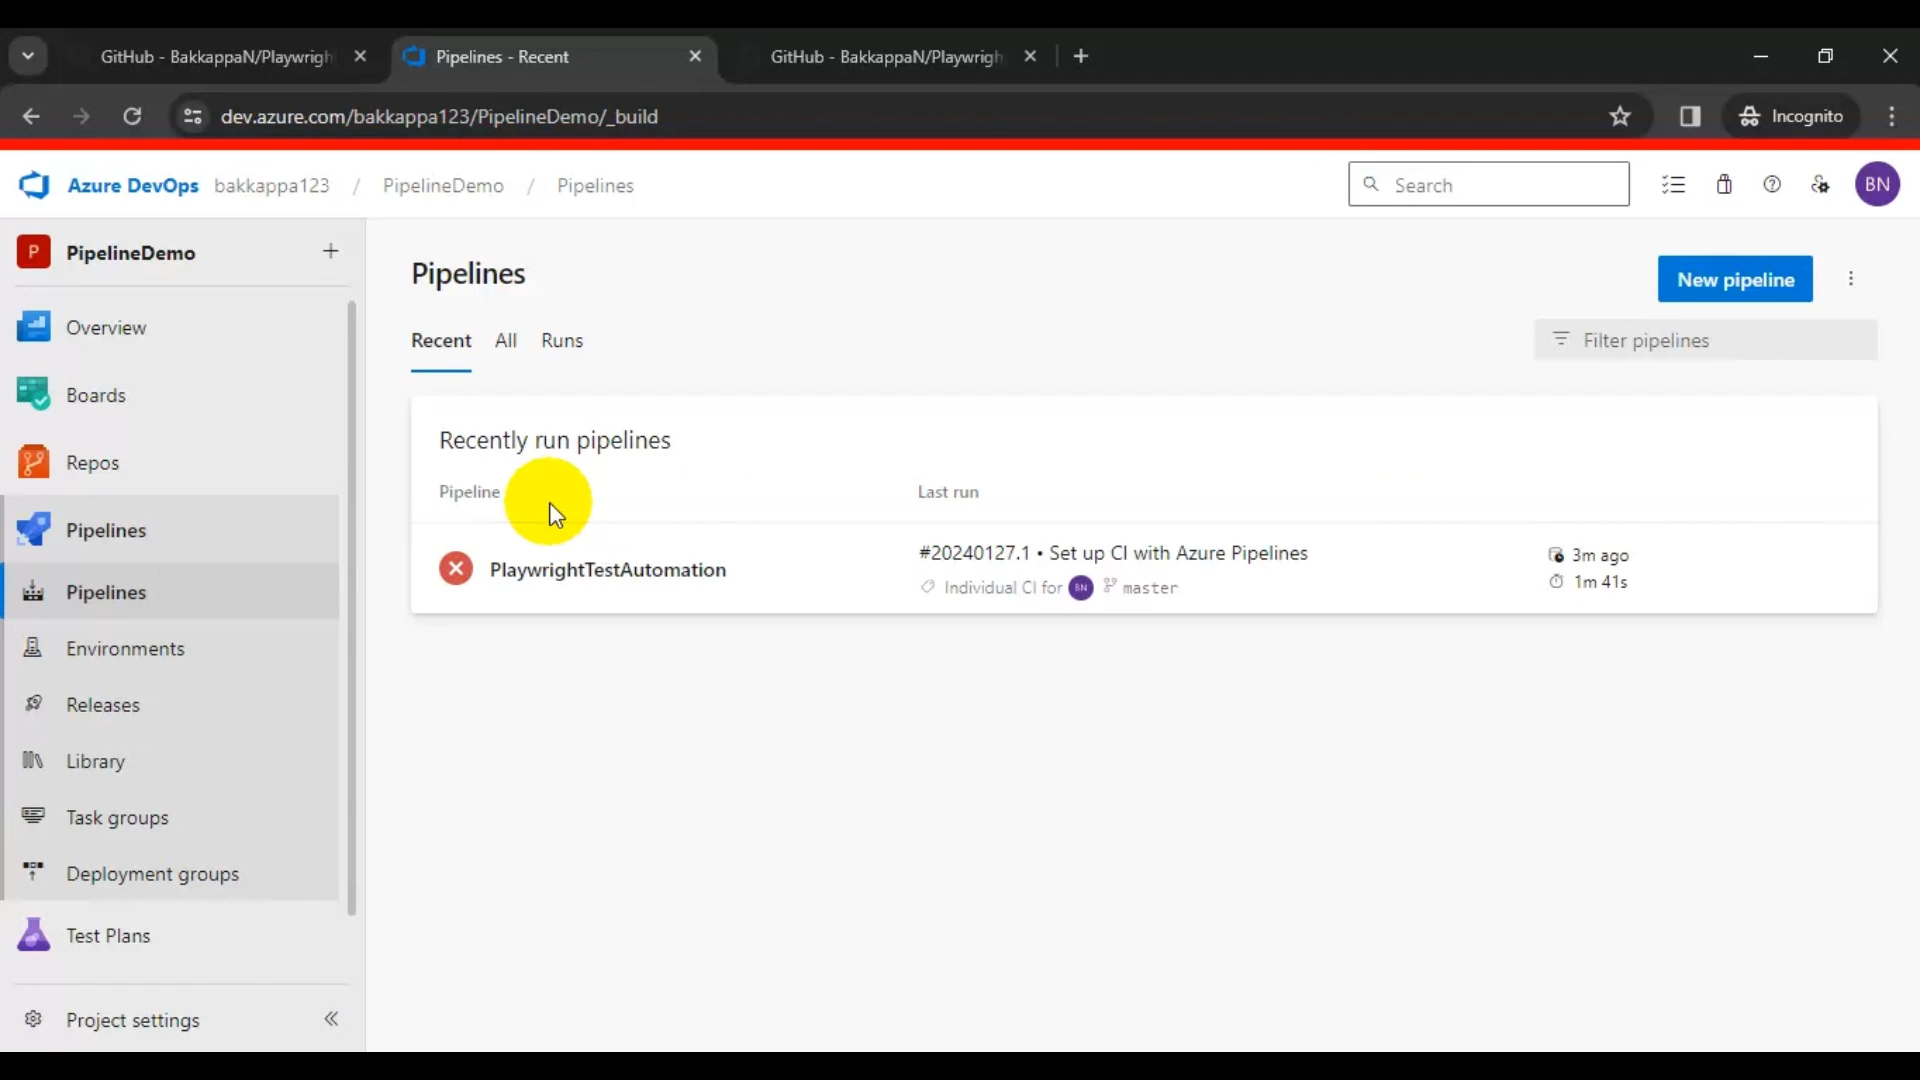 GitHub - BakkappaN/Playwrigh
Pipelines - Recent
GitHub - BakkappaN/Playwrigh
dev.azure.com/bakkappa123/PipelineDemo/_build
Incognito
Azure DevOps bakkappa123 / PipelineDemo / Pipelines
Search
BN
P PipelineDemo
Overview
Boards
Repos
Pipelines
Pipelines
Environments
Releases
Library
Task groups
Deployment groups
Test Plans
Project settings
Pipelines
New pipeline
Recent All Runs
Filter pipelines
Recently run pipelines
Pipeline Last run
PlaywrightTestAutomation
#20240127.1 • Set up CI with Azure Pipelines
Individual CI for BN master
3m ago
1m 41s